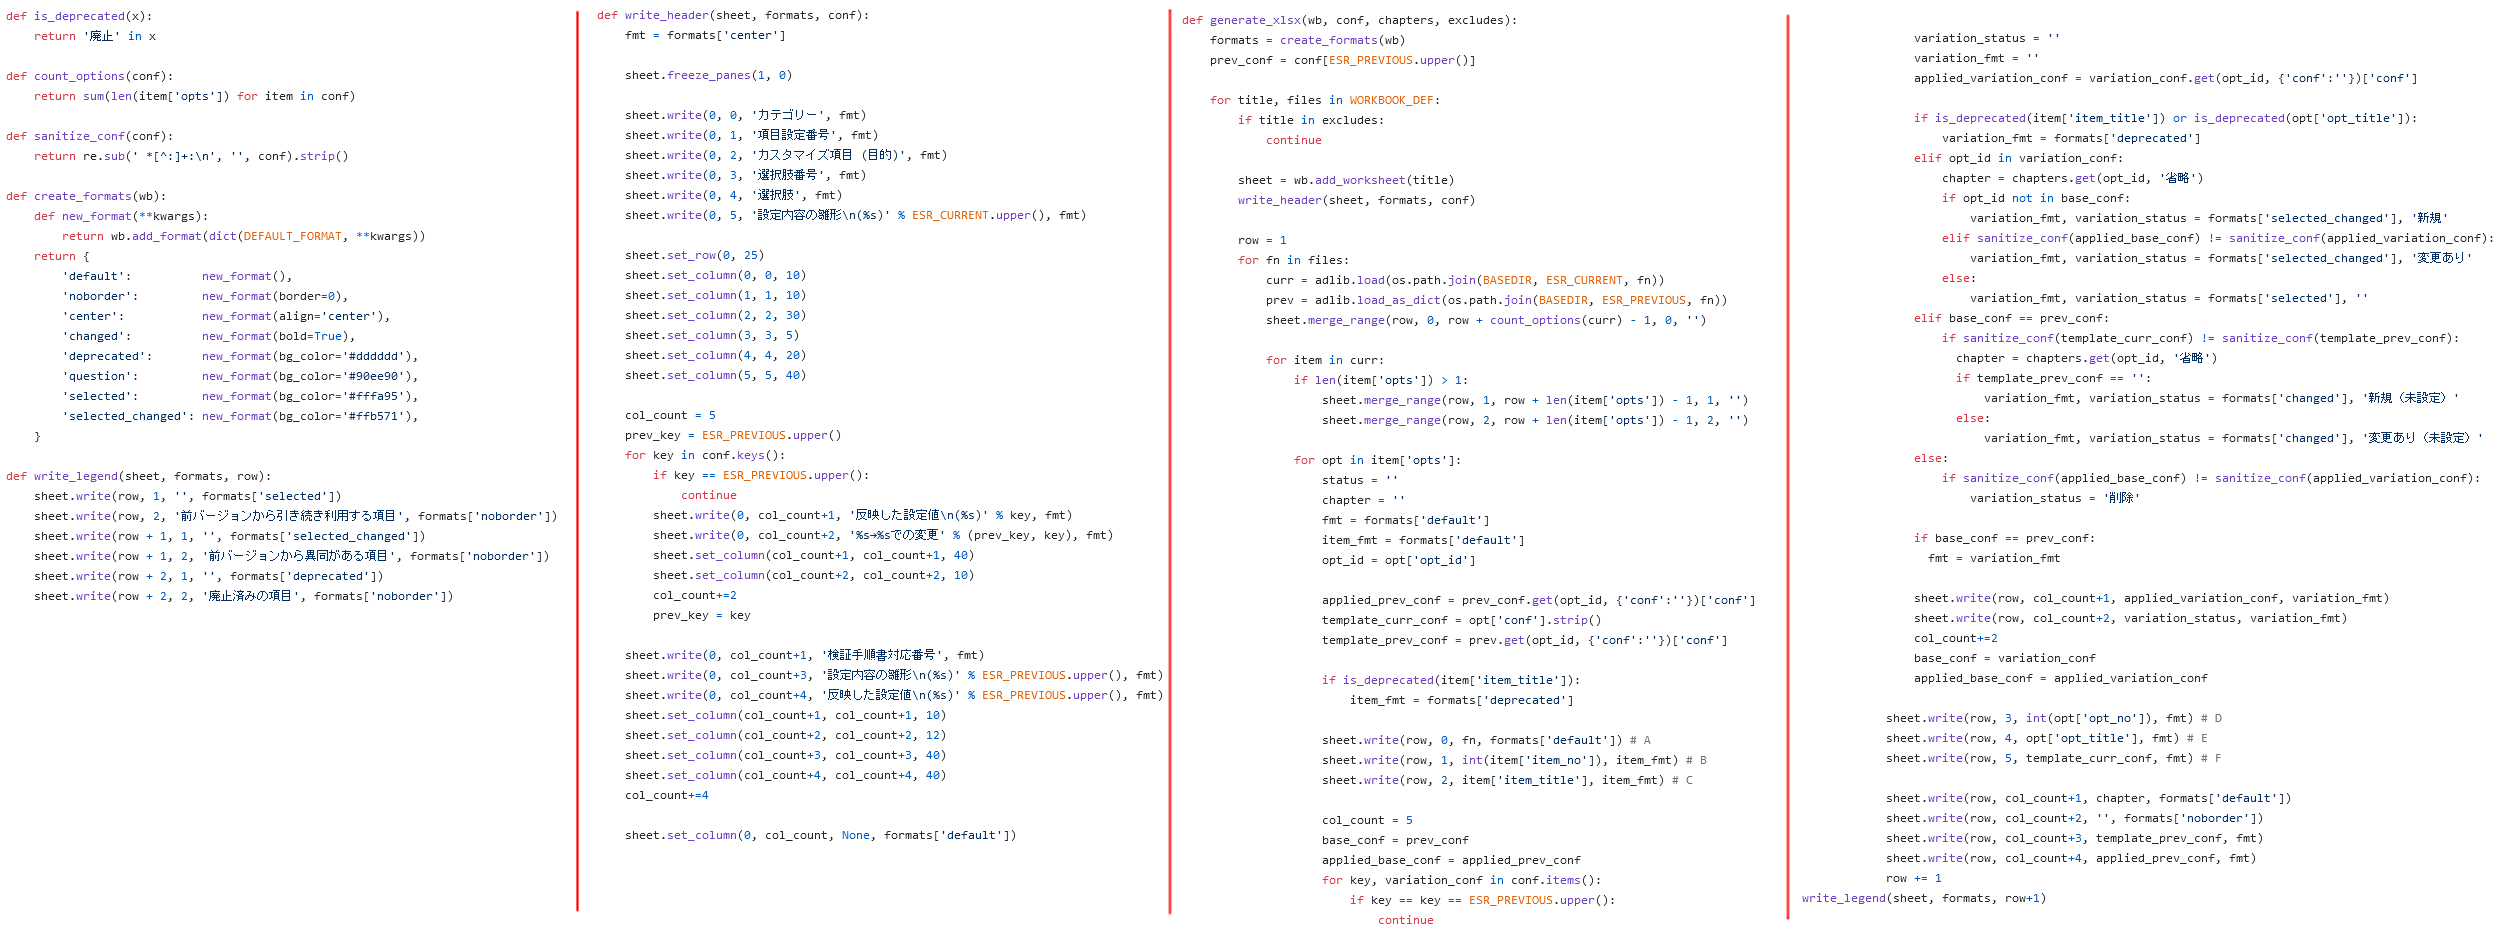 def is_deprecated(x):
    return '廃止' in x

def count_options(conf):
    return sum(len(item['opts']) for item in conf)

def sanitize_conf(conf):
    return re.sub(' *[^:]+:\n', '', conf).strip()

def create_formats(wb):
    def new_format(**kwargs):
        return wb.add_format(dict(DEFAULT_FORMAT, **kwargs))
    return {
        'default':          new_format(),
        'noborder':         new_format(border=0),
        'center':           new_format(align='center'),
        'changed':          new_format(bold=True),
        'deprecated':       new_format(bg_color='#dddddd'),
        'question':         new_format(bg_color='#90ee90'),
        'selected':         new_format(bg_color='#fffa95'),
        'selected_changed': new_format(bg_color='#ffb571'),
    }

def write_legend(sheet, formats, row):
    sheet.write(row, 1, '', formats['selected'])
    sheet.write(row, 2, '前バージョンから引き続き利用する項目', formats['noborder'])
    sheet.write(row + 1, 1, '', formats['selected_changed'])
    sheet.write(row + 1, 2, '前バージョンから異同がある項目', formats['noborder'])
    sheet.write(row + 2, 1, '', formats['deprecated'])
    sheet.write(row + 2, 2, '廃止済みの項目', formats['noborder'])

def write_header(sheet, formats, conf):
    fmt = formats['center']

    sheet.freeze_panes(1, 0)

    sheet.write(0, 0, 'カテゴリー', fmt)
    sheet.write(0, 1, '項目設定番号', fmt)
    sheet.write(0, 2, 'カスタマイズ項目 (目的)', fmt)
    sheet.write(0, 3, '選択肢番号', fmt)
    sheet.write(0, 4, '選択肢', fmt)
    sheet.write(0, 5, '設定内容の雛形\n(%s)' % ESR_CURRENT.upper(), fmt)

    sheet.set_row(0, 25)
    sheet.set_column(0, 0, 10)
    sheet.set_column(1, 1, 10)
    sheet.set_column(2, 2, 30)
    sheet.set_column(3, 3, 5)
    sheet.set_column(4, 4, 20)
    sheet.set_column(5, 5, 40)

    col_count = 5
    prev_key = ESR_PREVIOUS.upper()
    for key in conf.keys():
        if key == ESR_PREVIOUS.upper():
            continue
        sheet.write(0, col_count+1, '反映した設定値\n(%s)' % key, fmt)
        sheet.write(0, col_count+2, '%s→%sでの変更' % (prev_key, key), fmt)
        sheet.set_column(col_count+1, col_count+1, 40)
        sheet.set_column(col_count+2, col_count+2, 10)
        col_count+=2
        prev_key = key

    sheet.write(0, col_count+1, '検証手順書対応番号', fmt)
    sheet.write(0, col_count+3, '設定内容の雛形\n(%s)' % ESR_PREVIOUS.upper(), fmt)
    sheet.write(0, col_count+4, '反映した設定値\n(%s)' % ESR_PREVIOUS.upper(), fmt)
    sheet.set_column(col_count+1, col_count+1, 10)
    sheet.set_column(col_count+2, col_count+2, 12)
    sheet.set_column(col_count+3, col_count+3, 40)
    sheet.set_column(col_count+4, col_count+4, 40)
    col_count+=4

    sheet.set_column(0, col_count, None, formats['default'])

def generate_xlsx(wb, conf, chapters, excludes):
    formats = create_formats(wb)
    prev_conf = conf[ESR_PREVIOUS.upper()]

    for title, files in WORKBOOK_DEF:
        if title in excludes:
            continue

        sheet = wb.add_worksheet(title)
        write_header(sheet, formats, conf)

        row = 1
        for fn in files:
            curr = adlib.load(os.path.join(BASEDIR, ESR_CURRENT, fn))
            prev = adlib.load_as_dict(os.path.join(BASEDIR, ESR_PREVIOUS, fn))
            sheet.merge_range(row, 0, row + count_options(curr) - 1, 0, '')

            for item in curr:
                if len(item['opts']) > 1:
                    sheet.merge_range(row, 1, row + len(item['opts']) - 1, 1, '')
                    sheet.merge_range(row, 2, row + len(item['opts']) - 1, 2, '')

                for opt in item['opts']:
                    status = ''
                    chapter = ''
                    fmt = formats['default']
                    item_fmt = formats['default']
                    opt_id = opt['opt_id']

                    applied_prev_conf = prev_conf.get(opt_id, {'conf':''})['conf']
                    template_curr_conf = opt['conf'].strip()
                    template_prev_conf = prev.get(opt_id, {'conf':''})['conf']

                    if is_deprecated(item['item_title']):
                        item_fmt = formats['deprecated']

                    sheet.write(row, 0, fn, formats['default']) # A
                    sheet.write(row, 1, int(item['item_no']), item_fmt) # B
                    sheet.write(row, 2, item['item_title'], item_fmt) # C

                    col_count = 5
                    base_conf = prev_conf
                    applied_base_conf = applied_prev_conf
                    for key, variation_conf in conf.items():
                        if key == key == ESR_PREVIOUS.upper():
                            continue

                variation_status = ''
                variation_fmt = ''
                applied_variation_conf = variation_conf.get(opt_id, {'conf':''})['conf']

                if is_deprecated(item['item_title']) or is_deprecated(opt['opt_title']):
                    variation_fmt = formats['deprecated']
                elif opt_id in variation_conf:
                    chapter = chapters.get(opt_id, '省略')
                    if opt_id not in base_conf:
                        variation_fmt, variation_status = formats['selected_changed'], '新規'
                    elif sanitize_conf(applied_base_conf) != sanitize_conf(applied_variation_conf):
                        variation_fmt, variation_status = formats['selected_changed'], '変更あり'
                    else:
                        variation_fmt, variation_status = formats['selected'], ''
                elif base_conf == prev_conf:
                    if sanitize_conf(template_curr_conf) != sanitize_conf(template_prev_conf):
                      chapter = chapters.get(opt_id, '省略')
                      if template_prev_conf == '':
                          variation_fmt, variation_status = formats['changed'], '新規（未設定）'
                      else:
                          variation_fmt, variation_status = formats['changed'], '変更あり（未設定）'
                else:
                    if sanitize_conf(applied_base_conf) != sanitize_conf(applied_variation_conf):
                        variation_status = '削除'

                if base_conf == prev_conf:
                  fmt = variation_fmt

                sheet.write(row, col_count+1, applied_variation_conf, variation_fmt)
                sheet.write(row, col_count+2, variation_status, variation_fmt)
                col_count+=2
                base_conf = variation_conf
                applied_base_conf = applied_variation_conf

            sheet.write(row, 3, int(opt['opt_no']), fmt) # D
            sheet.write(row, 4, opt['opt_title'], fmt) # E
            sheet.write(row, 5, template_curr_conf, fmt) # F

            sheet.write(row, col_count+1, chapter, formats['default'])
            sheet.write(row, col_count+2, '', formats['noborder'])
            sheet.write(row, col_count+3, template_prev_conf, fmt)
            sheet.write(row, col_count+4, applied_prev_conf, fmt)
            row += 1
write_legend(sheet, formats, row+1)